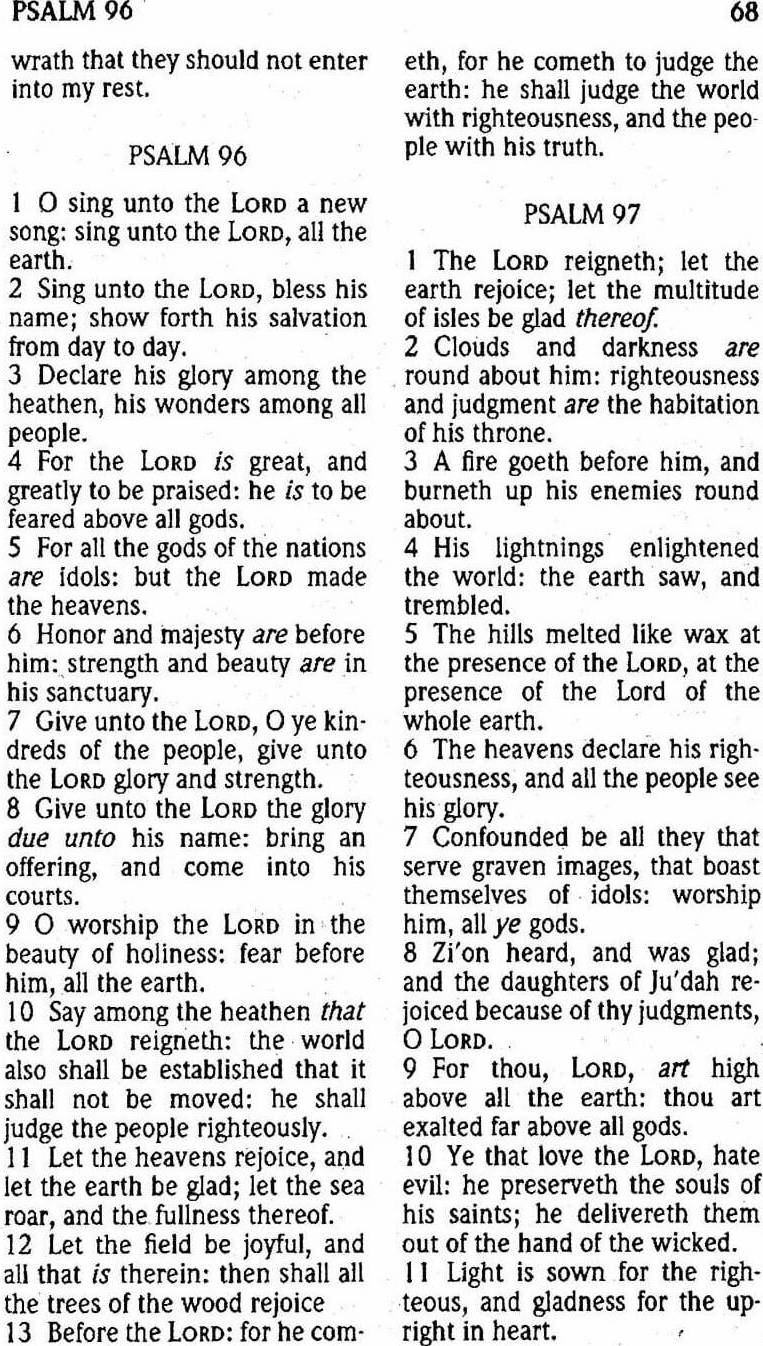 PSALM 96
68
wrath that they should not enter
into my rest.
PSALM 96
1 O sing unto the LORD a new
song: sing unto the LORD, all the
earth.
2 Sing unto the LORD, bless his
name; show forth his salvation
from day to day.
3 Declare his glory among the
heathen, his wonders among all
people.
4 For the LORD is great, and
greatly to be praised: he is to be
feared above all gods.
5 For all the gods of the nations
are idols: but the LORD made
the heavens.
6 Honor and majesty are before
him: strength and beauty are in
his sanctuary.
7 Give unto the LORD, O ye kin-
dreds of the people, give unto
the LORD glory and strength.
8 Give unto the LORD the glory
due unto his name: bring an
offering, and come into his
courts.
9 O worship the LORD in the
beauty of holiness: fear before
him, all the earth.
10 Say among the heathen that
the LORD reigneth: the world
also shall be established that it
shall not be moved: he shall
judge the people righteously.
11 Let the heavens rejoice, and
let the earth be glad; let the sea
roar, and the fullness thereof.
12 Let the field be joyful, and
all that is therein: then shall all
the trees of the wood rejoice
13 Before the LORD: for he com-
eth, for he cometh to judge the
earth: he shall judge the world
with righteousness, and the peo-
ple with his truth.
PSALM 97
1 The LORD reigneth; let the
earth rejoice; let the multitude
of isles be glad thereof.
2 Clouds and darkness are
round about him: righteousness
and judgment are the habitation
of his throne.
3 A fire goeth before him, and
burneth up his enemies round
about.
4 His lightnings enlightened
the world: the earth saw, and
trembled.
5 The hills melted like wax at
the presence of the LORD, at the
presence of the Lord of the
whole earth.
6 The heavens declare his righ-
teousness, and all the people see
his glory.
7 Confounded be all they that
serve graven images, that boast
themselves of idols: worship
him, all ye gods.
8 Zi'on heard, and was glad;
and the daughters of Ju'dah re-
joiced because of thy judgments,
O LORD.
9 For thou, LORD, art high
above all the earth: thou art
exalted far above all gods.
10 Ye that love the LORD, hate
evil: he preserveth the souls of
his saints; he delivereth them
out of the hand of the wicked.
11 Light is sown for the righ-
teous, and gladness for the up-
right in heart.